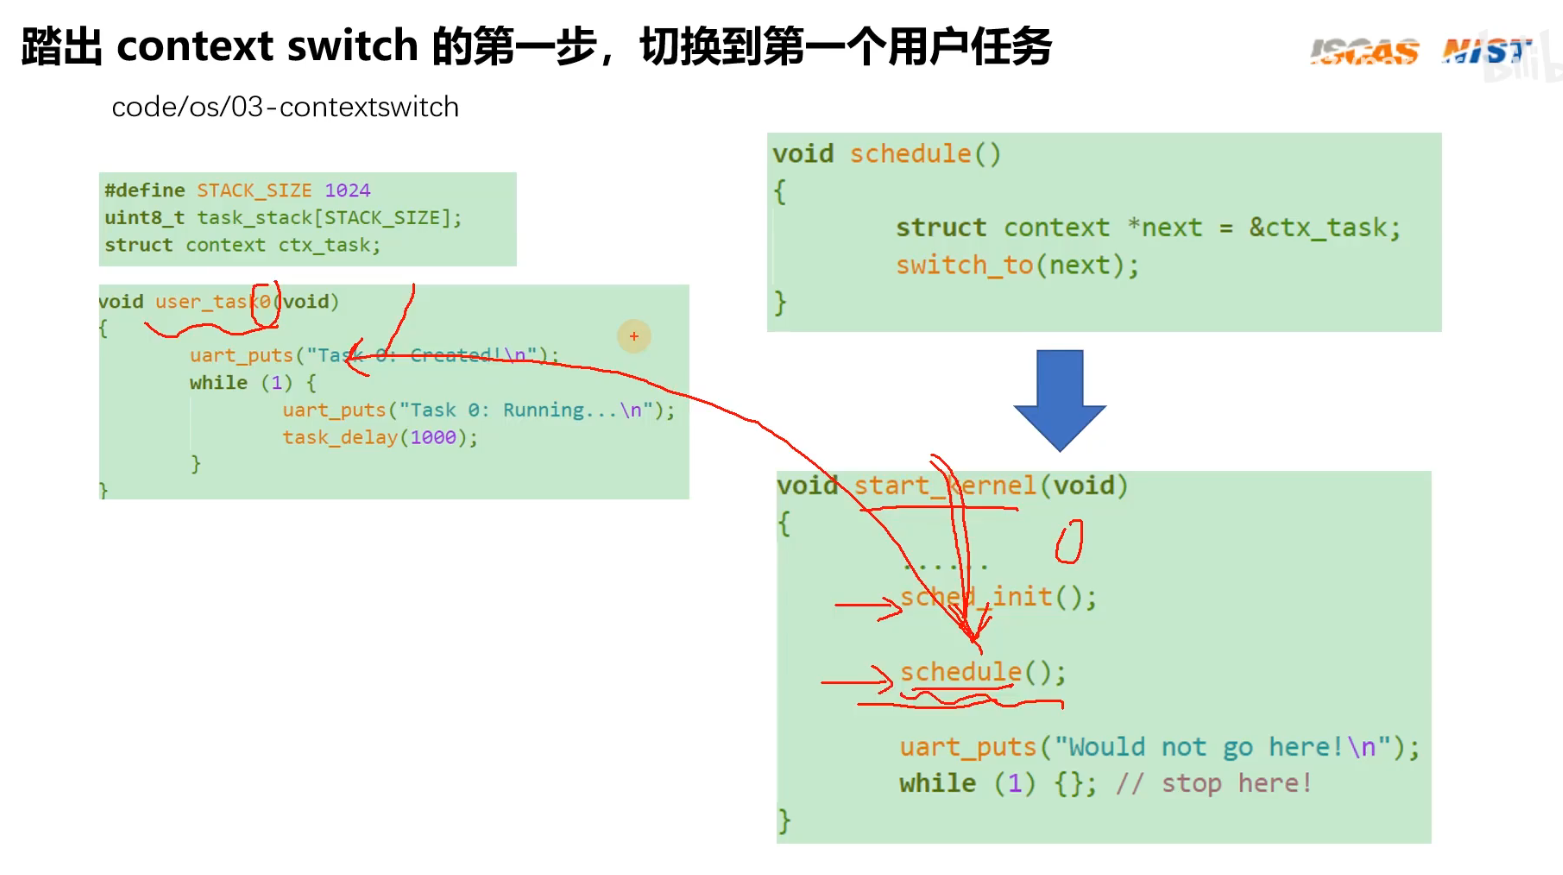 踏出 context switch 的第一步，切换到第一个用户任务
ISCAS NIST
code/os/03-contextswitch
#define STACK_SIZE 1024
uint8_t task_stack[STACK_SIZE];
struct context ctx_task;
void user_task0(void)
{
uart_puts("Task 0: Created!\n");
while (1) {
uart_puts("Task 0: Running...\n");
task_delay(1000);
}
}
void schedule()
{
struct context *next = &ctx_task;
switch_to(next);
}
void start_kernel(void)
{
......
sched_init();
schedule();
uart_puts("Would not go here!\n");
while (1) {}; // stop here!
}